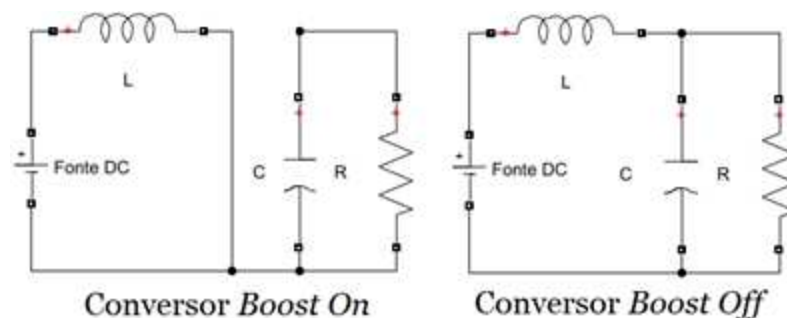 L
+
Fonte DC
C
R
Conversor Boost On
L
+
Fonte DC
C
R
Conversor Boost Off